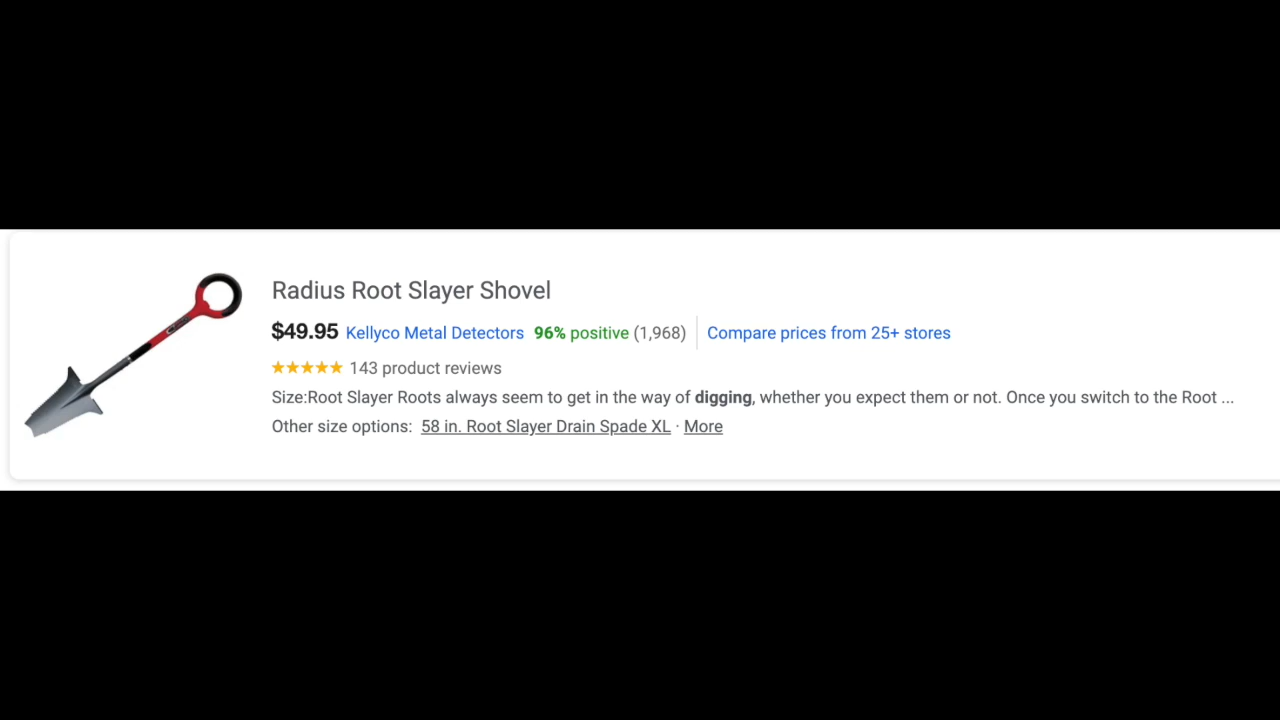 Radius Root Slayer Shovel
$49.95 Kellyco Metal Detectors 96% positive (1,968) Compare prices from 25+ stores
143 product reviews
Size:Root Slayer Roots always seem to get in the way of digging, whether you expect them or not. Once you switch to the Root ...
Other size options: 58 in. Root Slayer Drain Spade XL · More